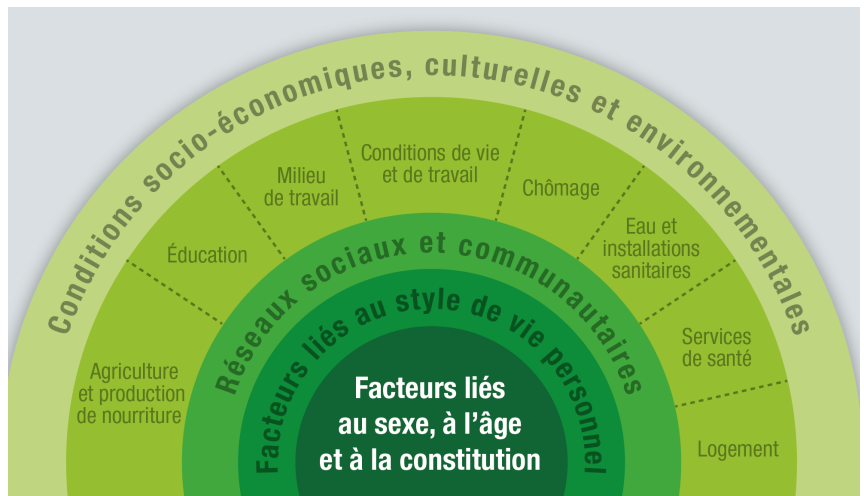 Conditions socio-économiques, culturelles et environnementales
Agriculture
et production
de nourriture
Éducation
Milieu
de travail
Conditions de vie
et de travail
Chômage
Eau et
installations
sanitaires
Services
de santé
Logement
Réseaux sociaux et communautaires
Facteurs liés au style de vie personnel
Facteurs liés
au sexe, à l'âge
et à la constitution